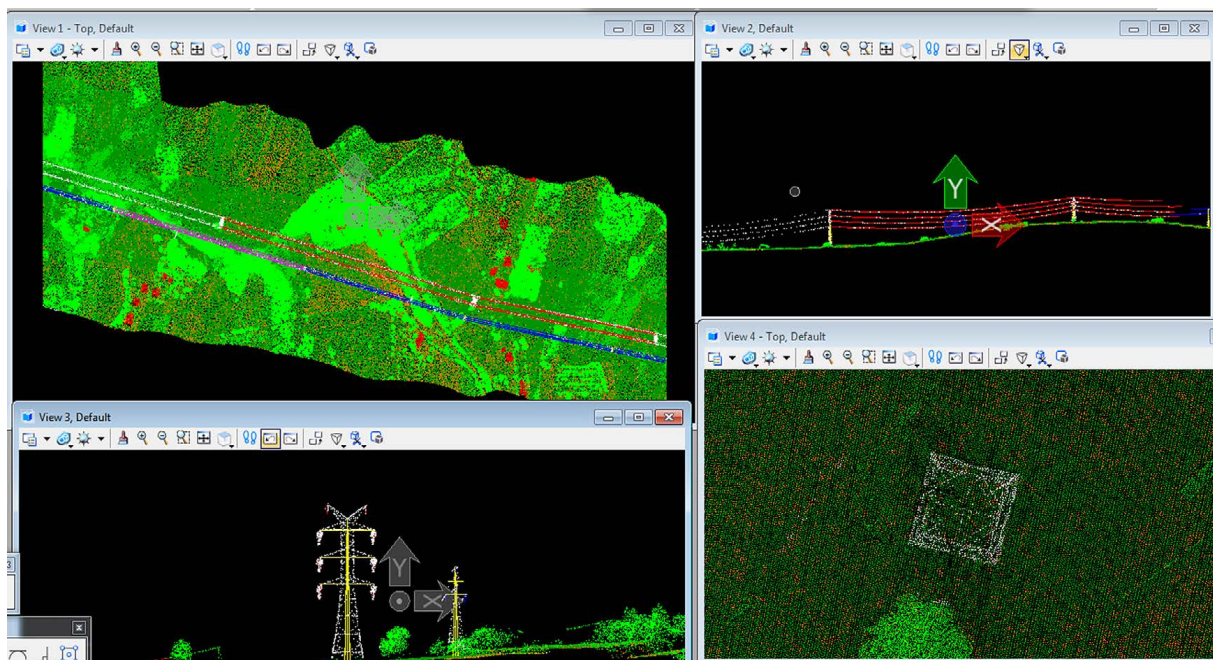 View 1 - Top, Default
View 2, Default
Y
X
View 4 - Top, Default
View 3, Default
Y
X